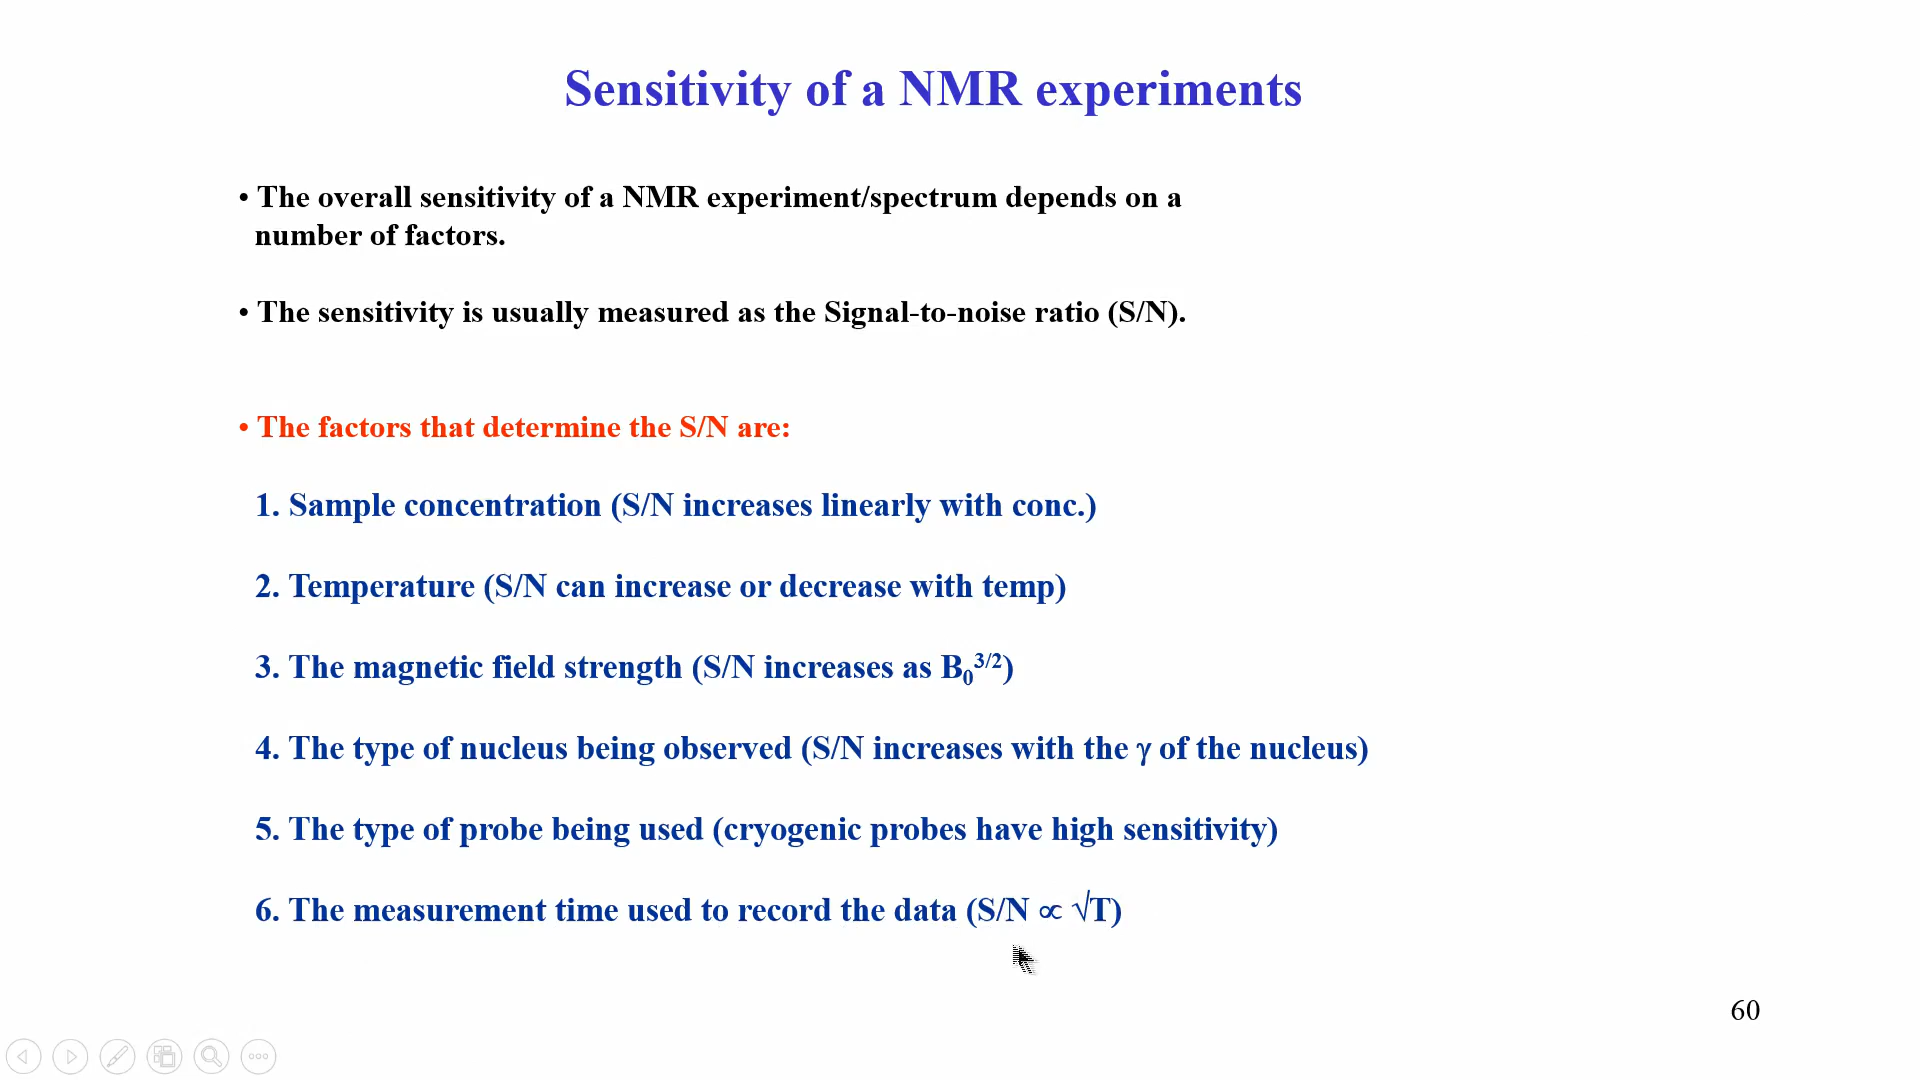 Sensitivity of a NMR experiments
• The overall sensitivity of a NMR experiment/spectrum depends on a
number of factors.
• The sensitivity is usually measured as the Signal-to-noise ratio (S/N).
• The factors that determine the S/N are:
1. Sample concentration (S/N increases linearly with conc.)
2. Temperature (S/N can increase or decrease with temp)
3. The magnetic field strength (S/N increases as B₀³ᐟ²)
4. The type of nucleus being observed (S/N increases with the γ of the nucleus)
5. The type of probe being used (cryogenic probes have high sensitivity)
6. The measurement time used to record the data (S/N ∝ √T)
60